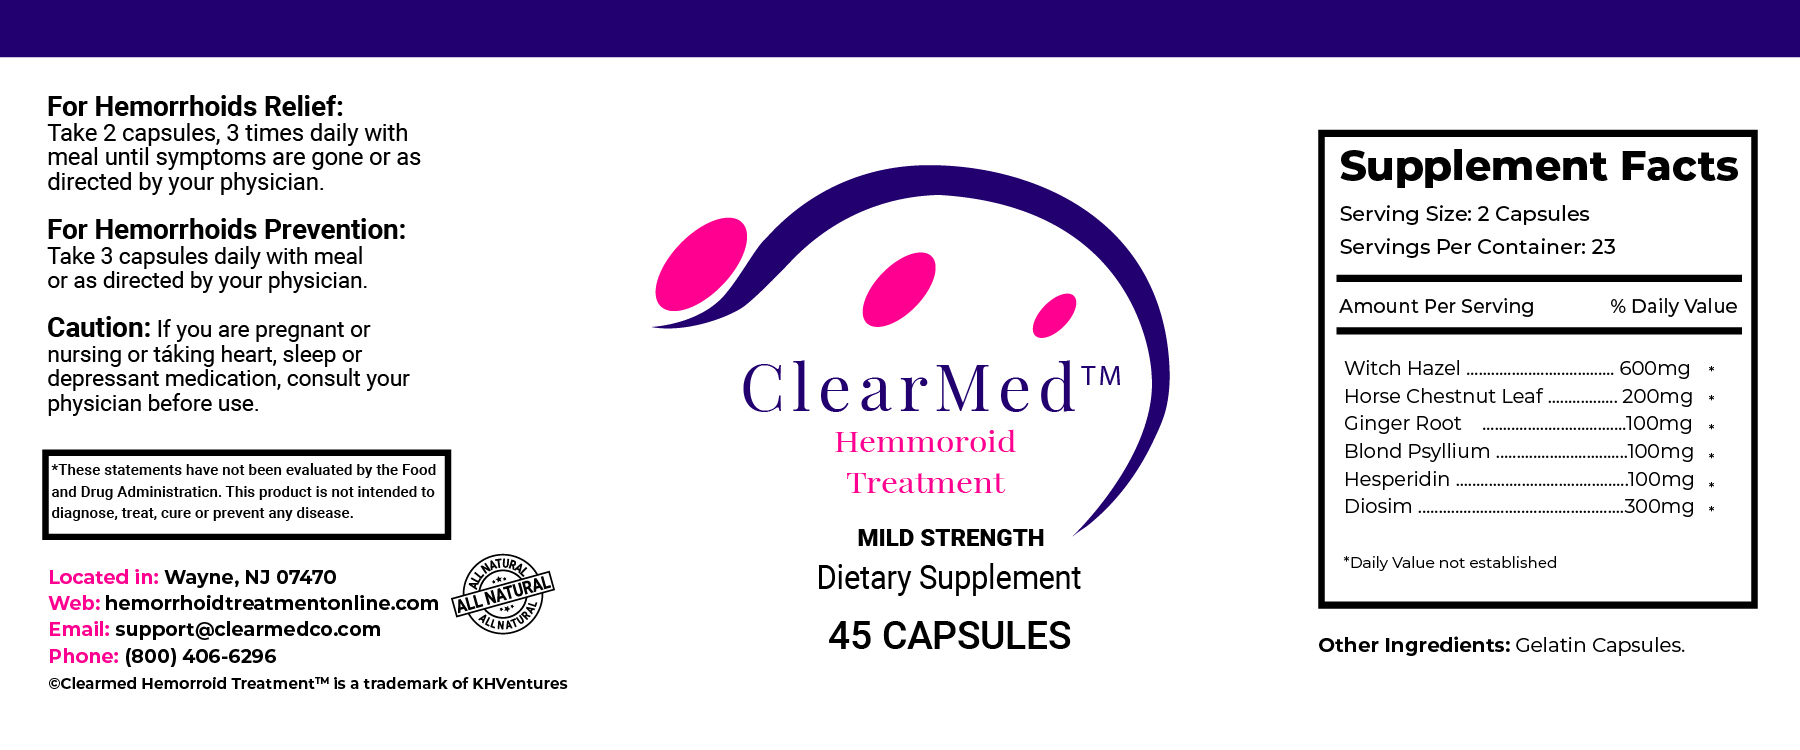 For Hemorrhoids Relief:
Take 2 capsules, 3 times daily with
meal until symptoms are gone or as
directed by your physician.
For Hemorrhoids Prevention:
Take 3 capsules daily with meal
or as directed by your physician.
Caution: If you are pregnant or
nursing or táking heart, sleep or
depressant medication, consult your
physician before use.
*These statements have not been evaluated by the Food
and Drug Administraticn. This product is not intended to
diagnose, treat, cure or prevent any disease.
Located in: Wayne, NJ 07470
Web: hemorrhoidtreatmentonline.com
Email: support@clearmedco.com
Phone: (800) 406-6296
©Clearmed Hemorroid Treatment™ is a trademark of KHVentures
ALL NATURAL
ALL NATURAL
ALL NATURAL
ClearMed™
Hemmoroid
Treatment
MILD STRENGTH
Dietary Supplement
45 CAPSULES
Supplement Facts
Serving Size: 2 Capsules
Servings Per Container: 23
Amount Per Serving % Daily Value
Witch Hazel .................................... 600mg *
Horse Chestnut Leaf ................. 200mg *
Ginger Root ...................................100mg *
Blond Psyllium ................................100mg *
Hesperidin ..........................................100mg *
Diosim ..................................................300mg *
*Daily Value not established
Other Ingredients: Gelatin Capsules.